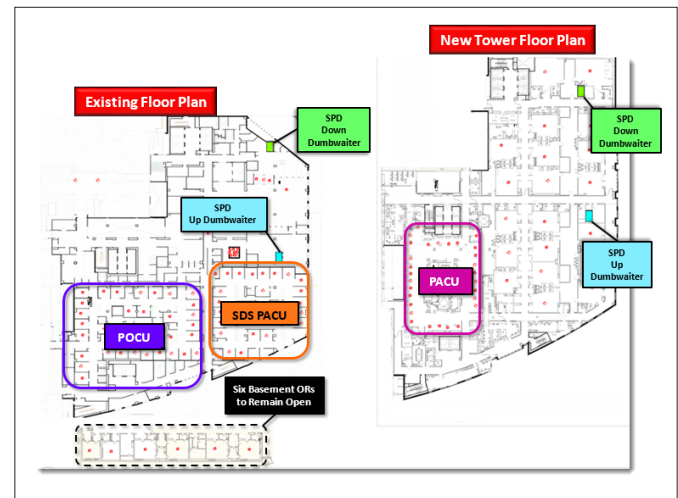 New Tower Floor Plan
Existing Floor Plan
SPD
Down
Dumbwaiter
SPD
Down
Dumbwaiter
SPD
Up Dumbwaiter
SPD
Up
Dumbwaiter
PACU
SDS PACU
POCU
Six Basement ORs
to Remain Open